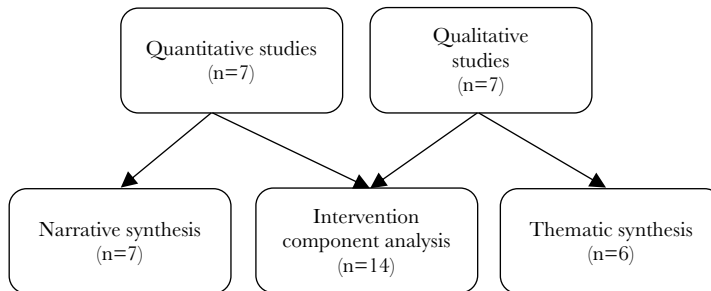 Quantitative studies
(n=7)
Qualitative
studies
(n=7)
Narrative synthesis
(n=7)
Intervention
component analysis
(n=14)
Thematic synthesis
(n=6)